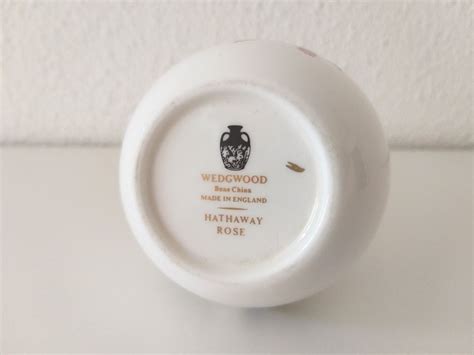 WEDGWOOD
Bone China
MADE IN ENGLAND
HATHAWAY
ROSE